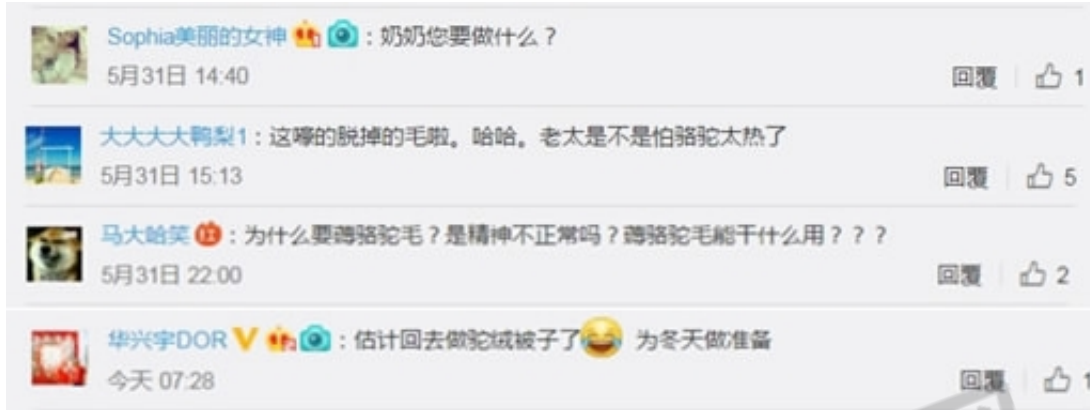 Sophia美丽的女神：奶奶您要做什么？
5月31日 14:40
回覆 1
大大大大鸭梨1：这嚎的脱掉的毛啦。哈哈。老太是不是怕骆驼太热了
5月31日 15:13
回覆 5
马大哈笑：为什么要薅骆驼毛？是精神不正常吗？薅骆驼毛能干什么用？？？
5月31日 22:00
回覆 2
华兴宇DOR V：估计回去做驼绒被子了 为冬天做准备
今天 07:28
回覆 1